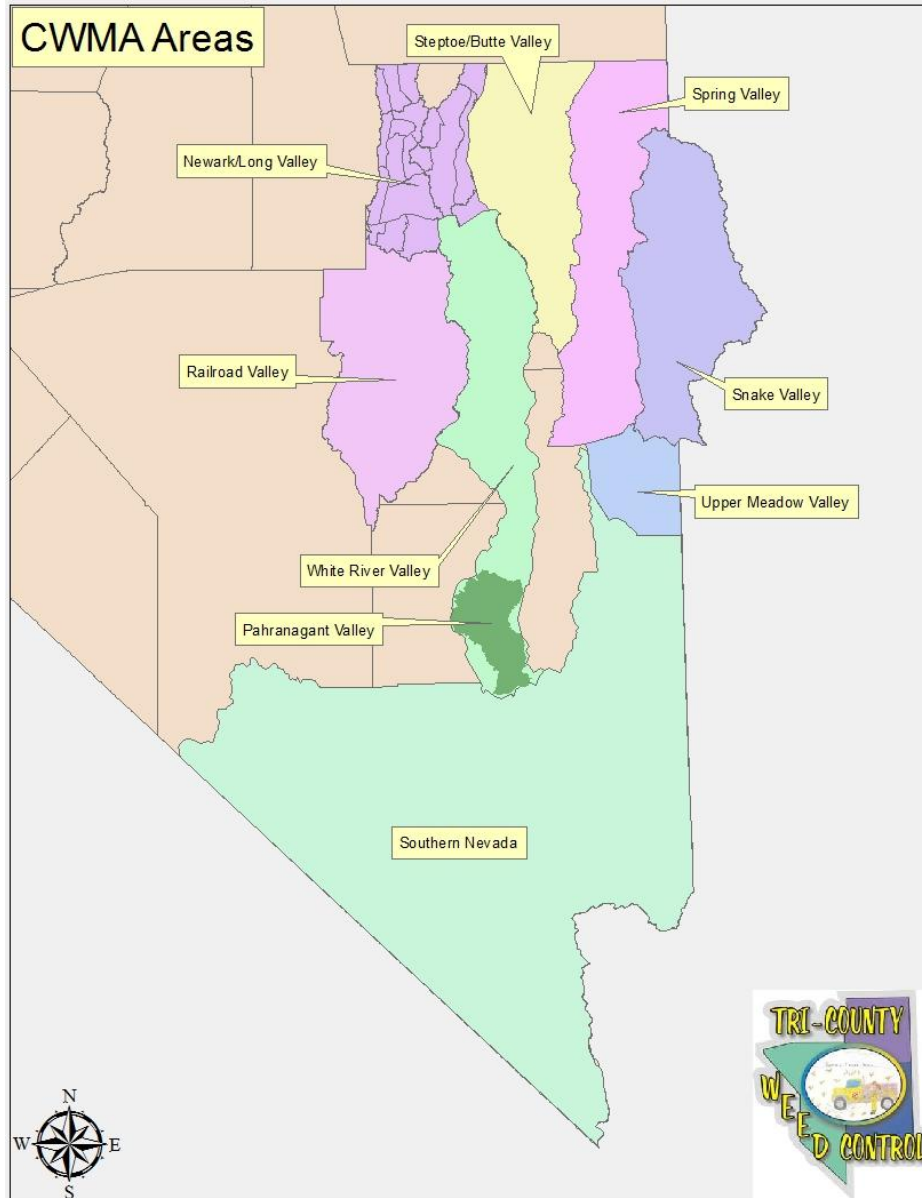 CWMA Areas
Steptoe/Butte Valley
Spring Valley
Newark/Long Valley
Railroad Valley
Snake Valley
Upper Meadow Valley
White River Valley
Pahranagant Valley
Southern Nevada
N
W E
S
TRI-COUNTY
WEED CONTROL